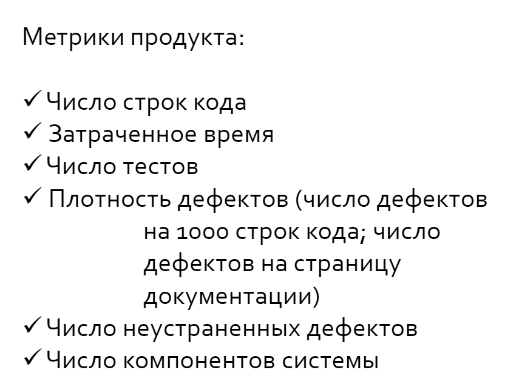 Метрики продукта:
✓ Число строк кода
✓ Затраченное время
✓ Число тестов
✓ Плотность дефектов (число дефектов
на 1000 строк кода; число
дефектов на страницу
документации)
✓ Число неустраненных дефектов
✓ Число компонентов системы